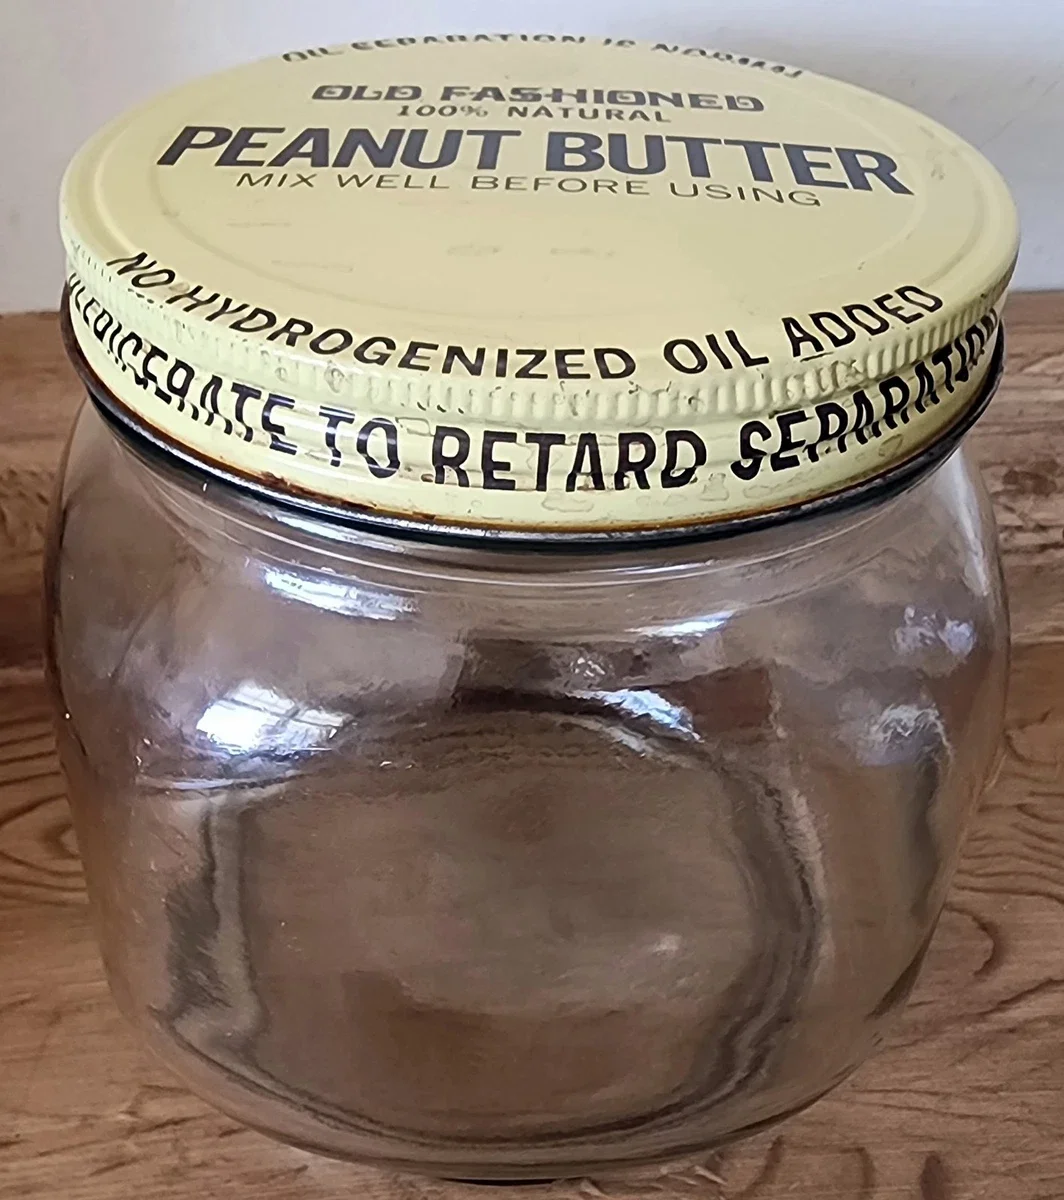 OIL SEPARATION IS NORMAL
OLD FASHIONED
100% NATURAL
PEANUT BUTTER
MIX WELL BEFORE USING
NO HYDROGENIZED OIL ADDED
REFRIGERATE TO RETARD SEPARATION